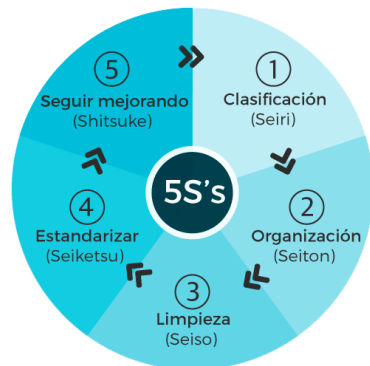 5S's
1
Clasificación
(Seiri)
2
Organización
(Seiton)
3
Limpieza
(Seiso)
4
Estandarizar
(Seiketsu)
5
Seguir mejorando
(Shitsuke)